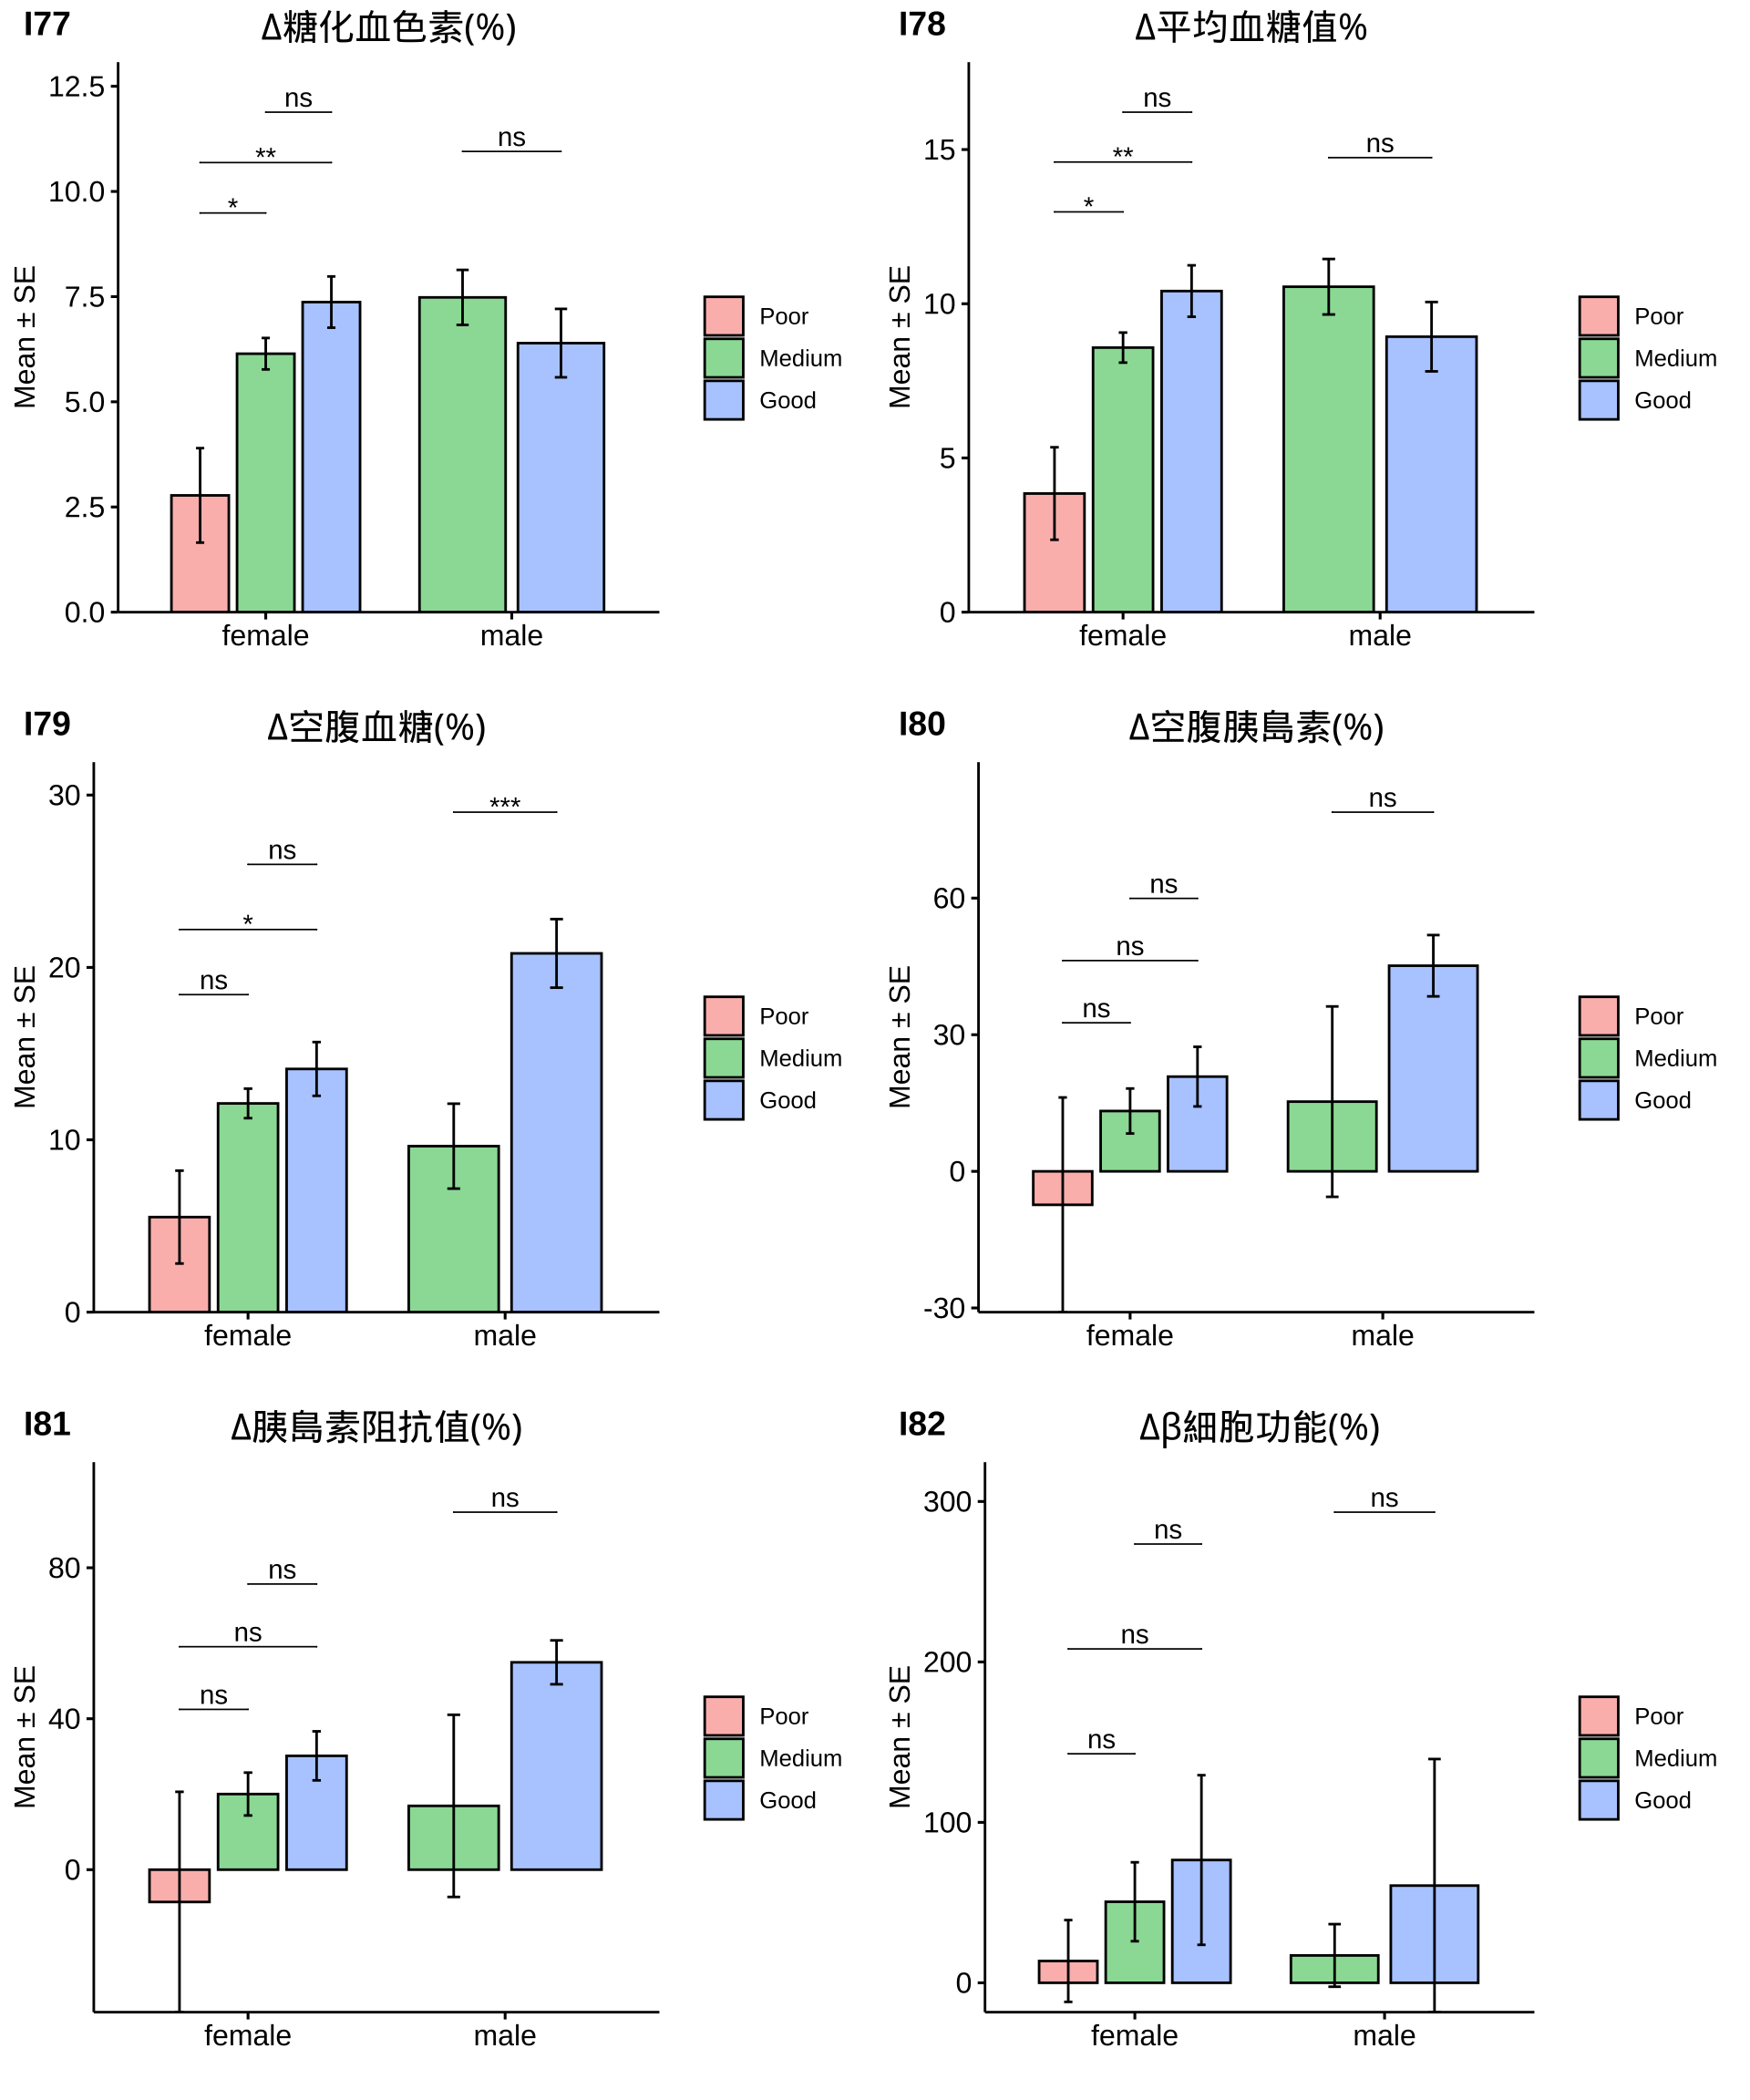 I77
Δ糖化血色素(%)
Mean ± SE
12.5
10.0
7.5
5.0
2.5
0.0
ns
**
*
ns
female
male
Poor
Medium
Good
I78
Δ平均血糖值%
Mean ± SE
15
10
5
0
ns
**
*
ns
female
male
Poor
Medium
Good
I79
Δ空腹血糖(%)
Mean ± SE
30
20
10
0
***
ns
*
ns
female
male
Poor
Medium
Good
I80
Δ空腹胰島素(%)
Mean ± SE
60
30
0
-30
ns
ns
ns
ns
female
male
Poor
Medium
Good
I81
Δ胰島素阻抗值(%)
Mean ± SE
80
40
0
ns
ns
ns
ns
female
male
Poor
Medium
Good
I82
Δβ細胞功能(%)
Mean ± SE
300
200
100
0
ns
ns
ns
ns
female
male
Poor
Medium
Good